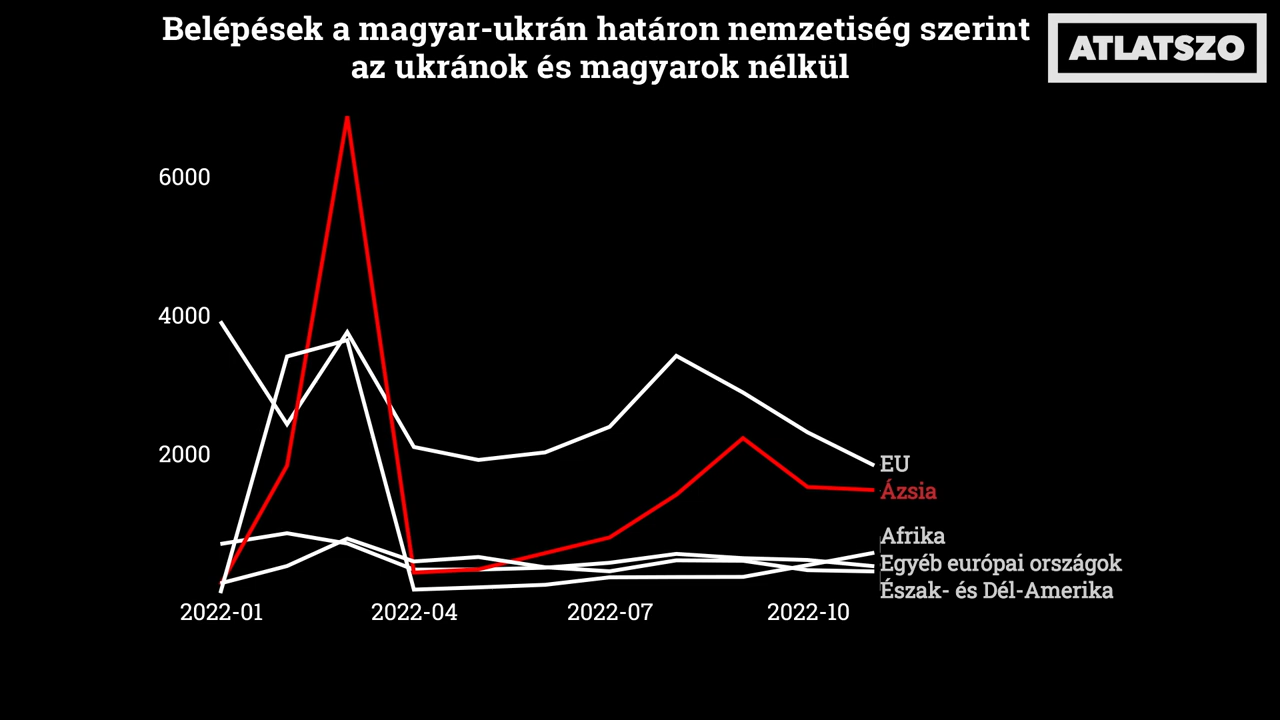 Belépések a magyar-ukrán határon nemzetiség szerint
az ukránok és magyarok nélkül
ATLATSZO
6000
4000
2000
EU
Ázsia
Afrika
Egyéb európai országok
Észak- és Dél-Amerika
2022-01 2022-04 2022-07 2022-10